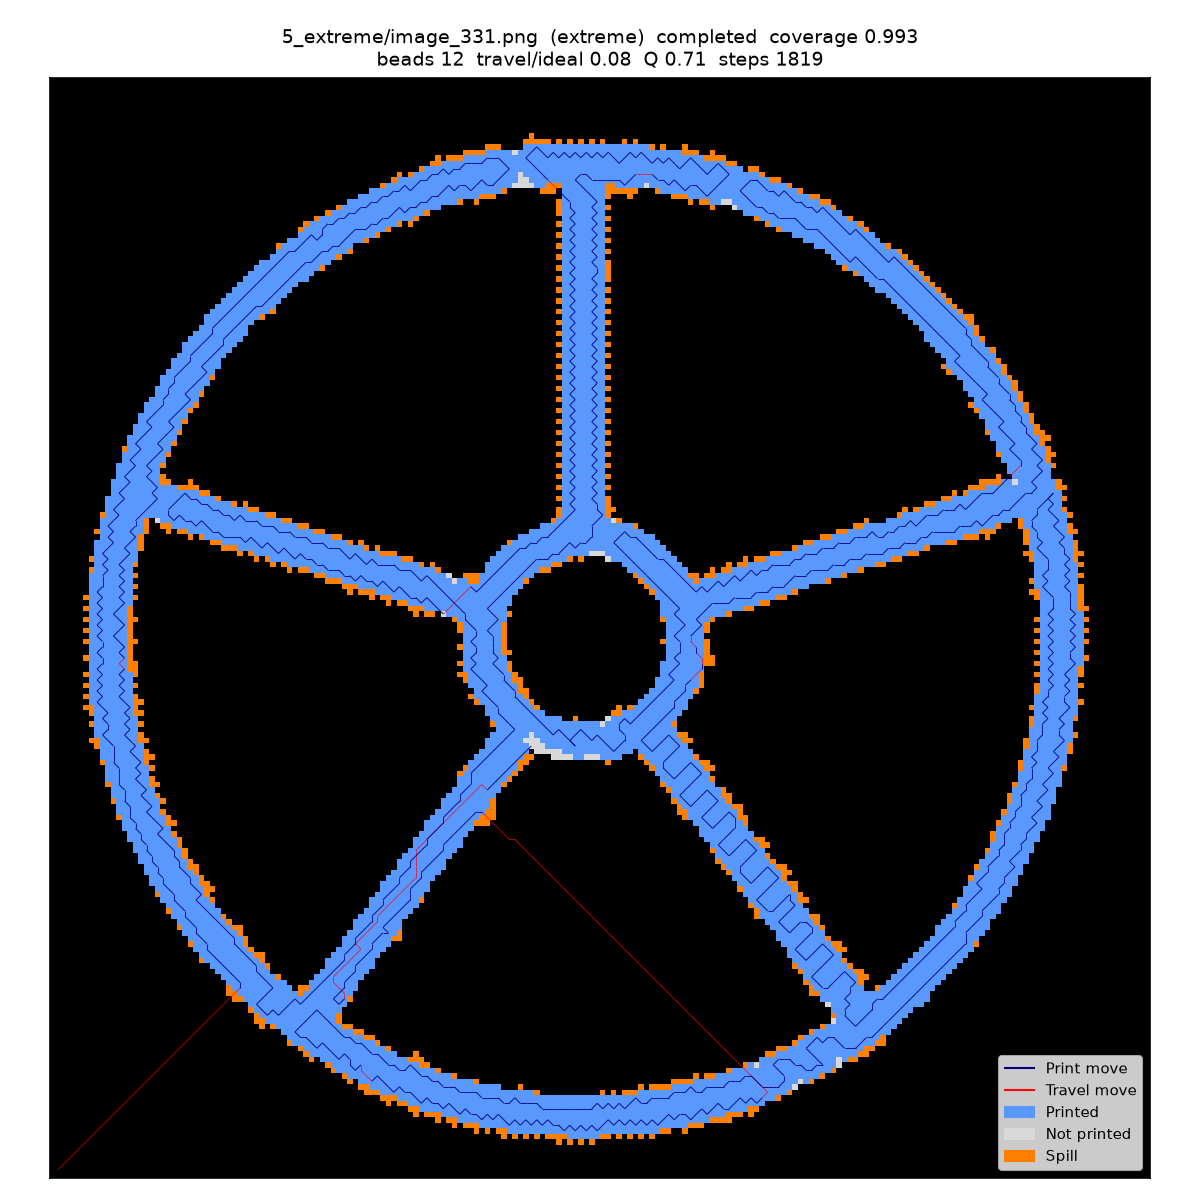 5_extreme/image_331.png  (extreme)  completed  coverage 0.993
beads 12  travel/ideal 0.08  Q 0.71  steps 1819
Print move
Travel move
Printed
Not printed
Spill